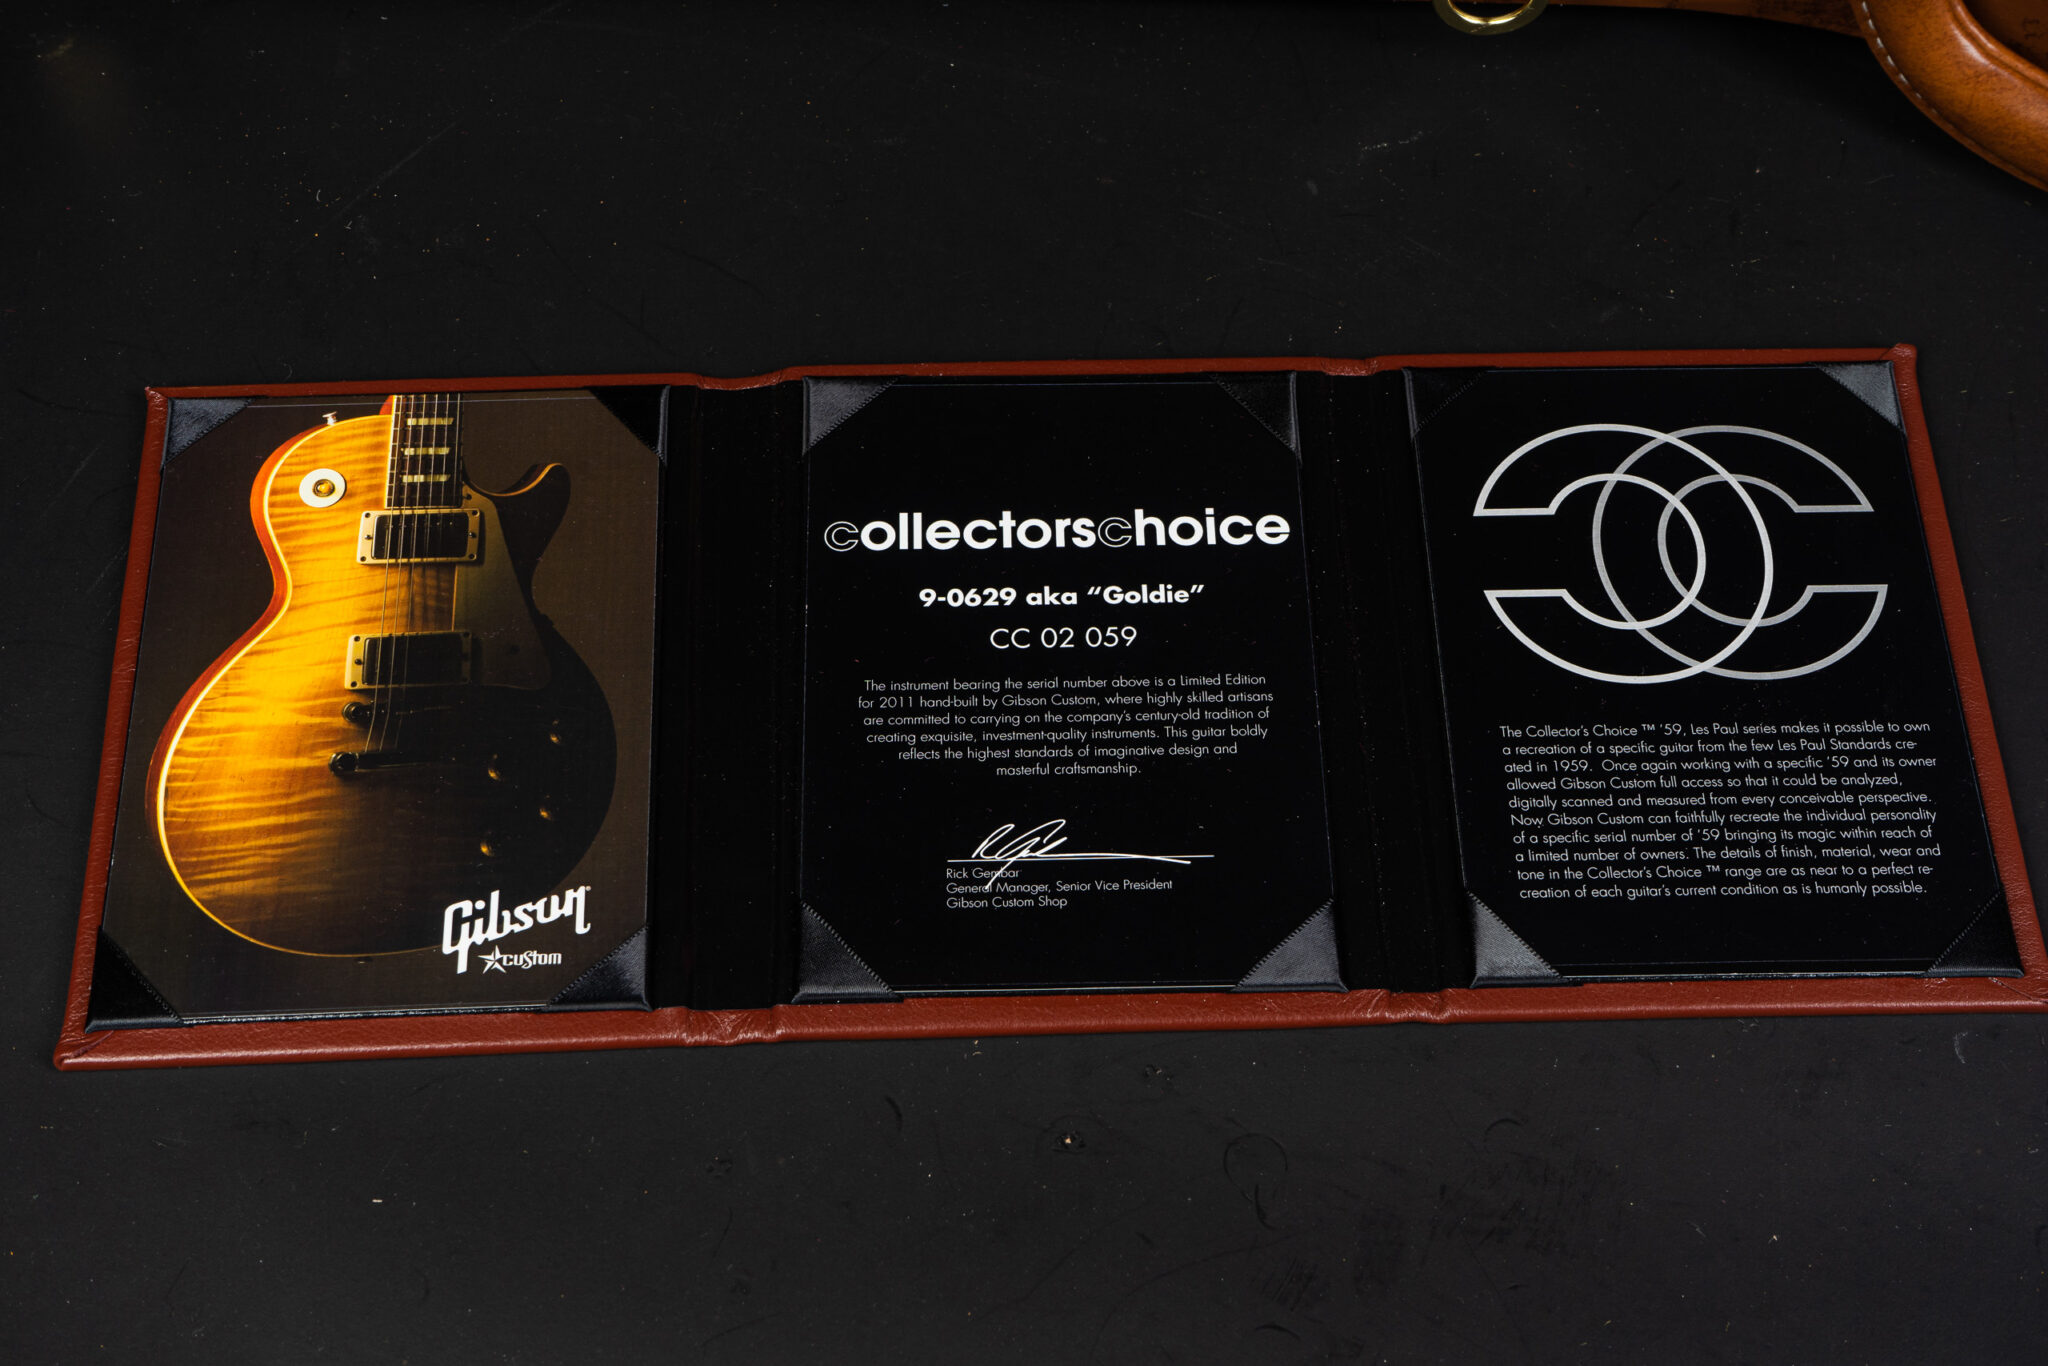 Gibson
custom
collectorschoice
9-0629 aka “Goldie”
CC 02 059
The instrument bearing the serial number above is a Limited Edition
for 2011 hand-built by Gibson Custom, where highly skilled artisans
are committed to carrying on the company’s century-old tradition of
creating exquisite, investment-quality instruments. This guitar boldly
reflects the highest standards of imaginative design and
masterful craftsmanship.
Rick Gembar
General Manager, Senior Vice President
Gibson Custom Shop
The Collector’s Choice ™ ’59, Les Paul series makes it possible to own
a recreation of a specific guitar from the few Les Paul Standards cre-
ated in 1959. Once again working with a specific ’59 and its owner
allowed Gibson Custom full access so that it could be analyzed,
digitally scanned and measured from every conceivable perspective.
Now Gibson Custom can faithfully recreate the individual personality
of a specific serial number of ’59 bringing its magic within reach of
a limited number of owners. The details of finish, material, wear and
tone in the Collector’s Choice ™ range are as near to a perfect re-
creation of each guitar’s current condition as is humanly possible.